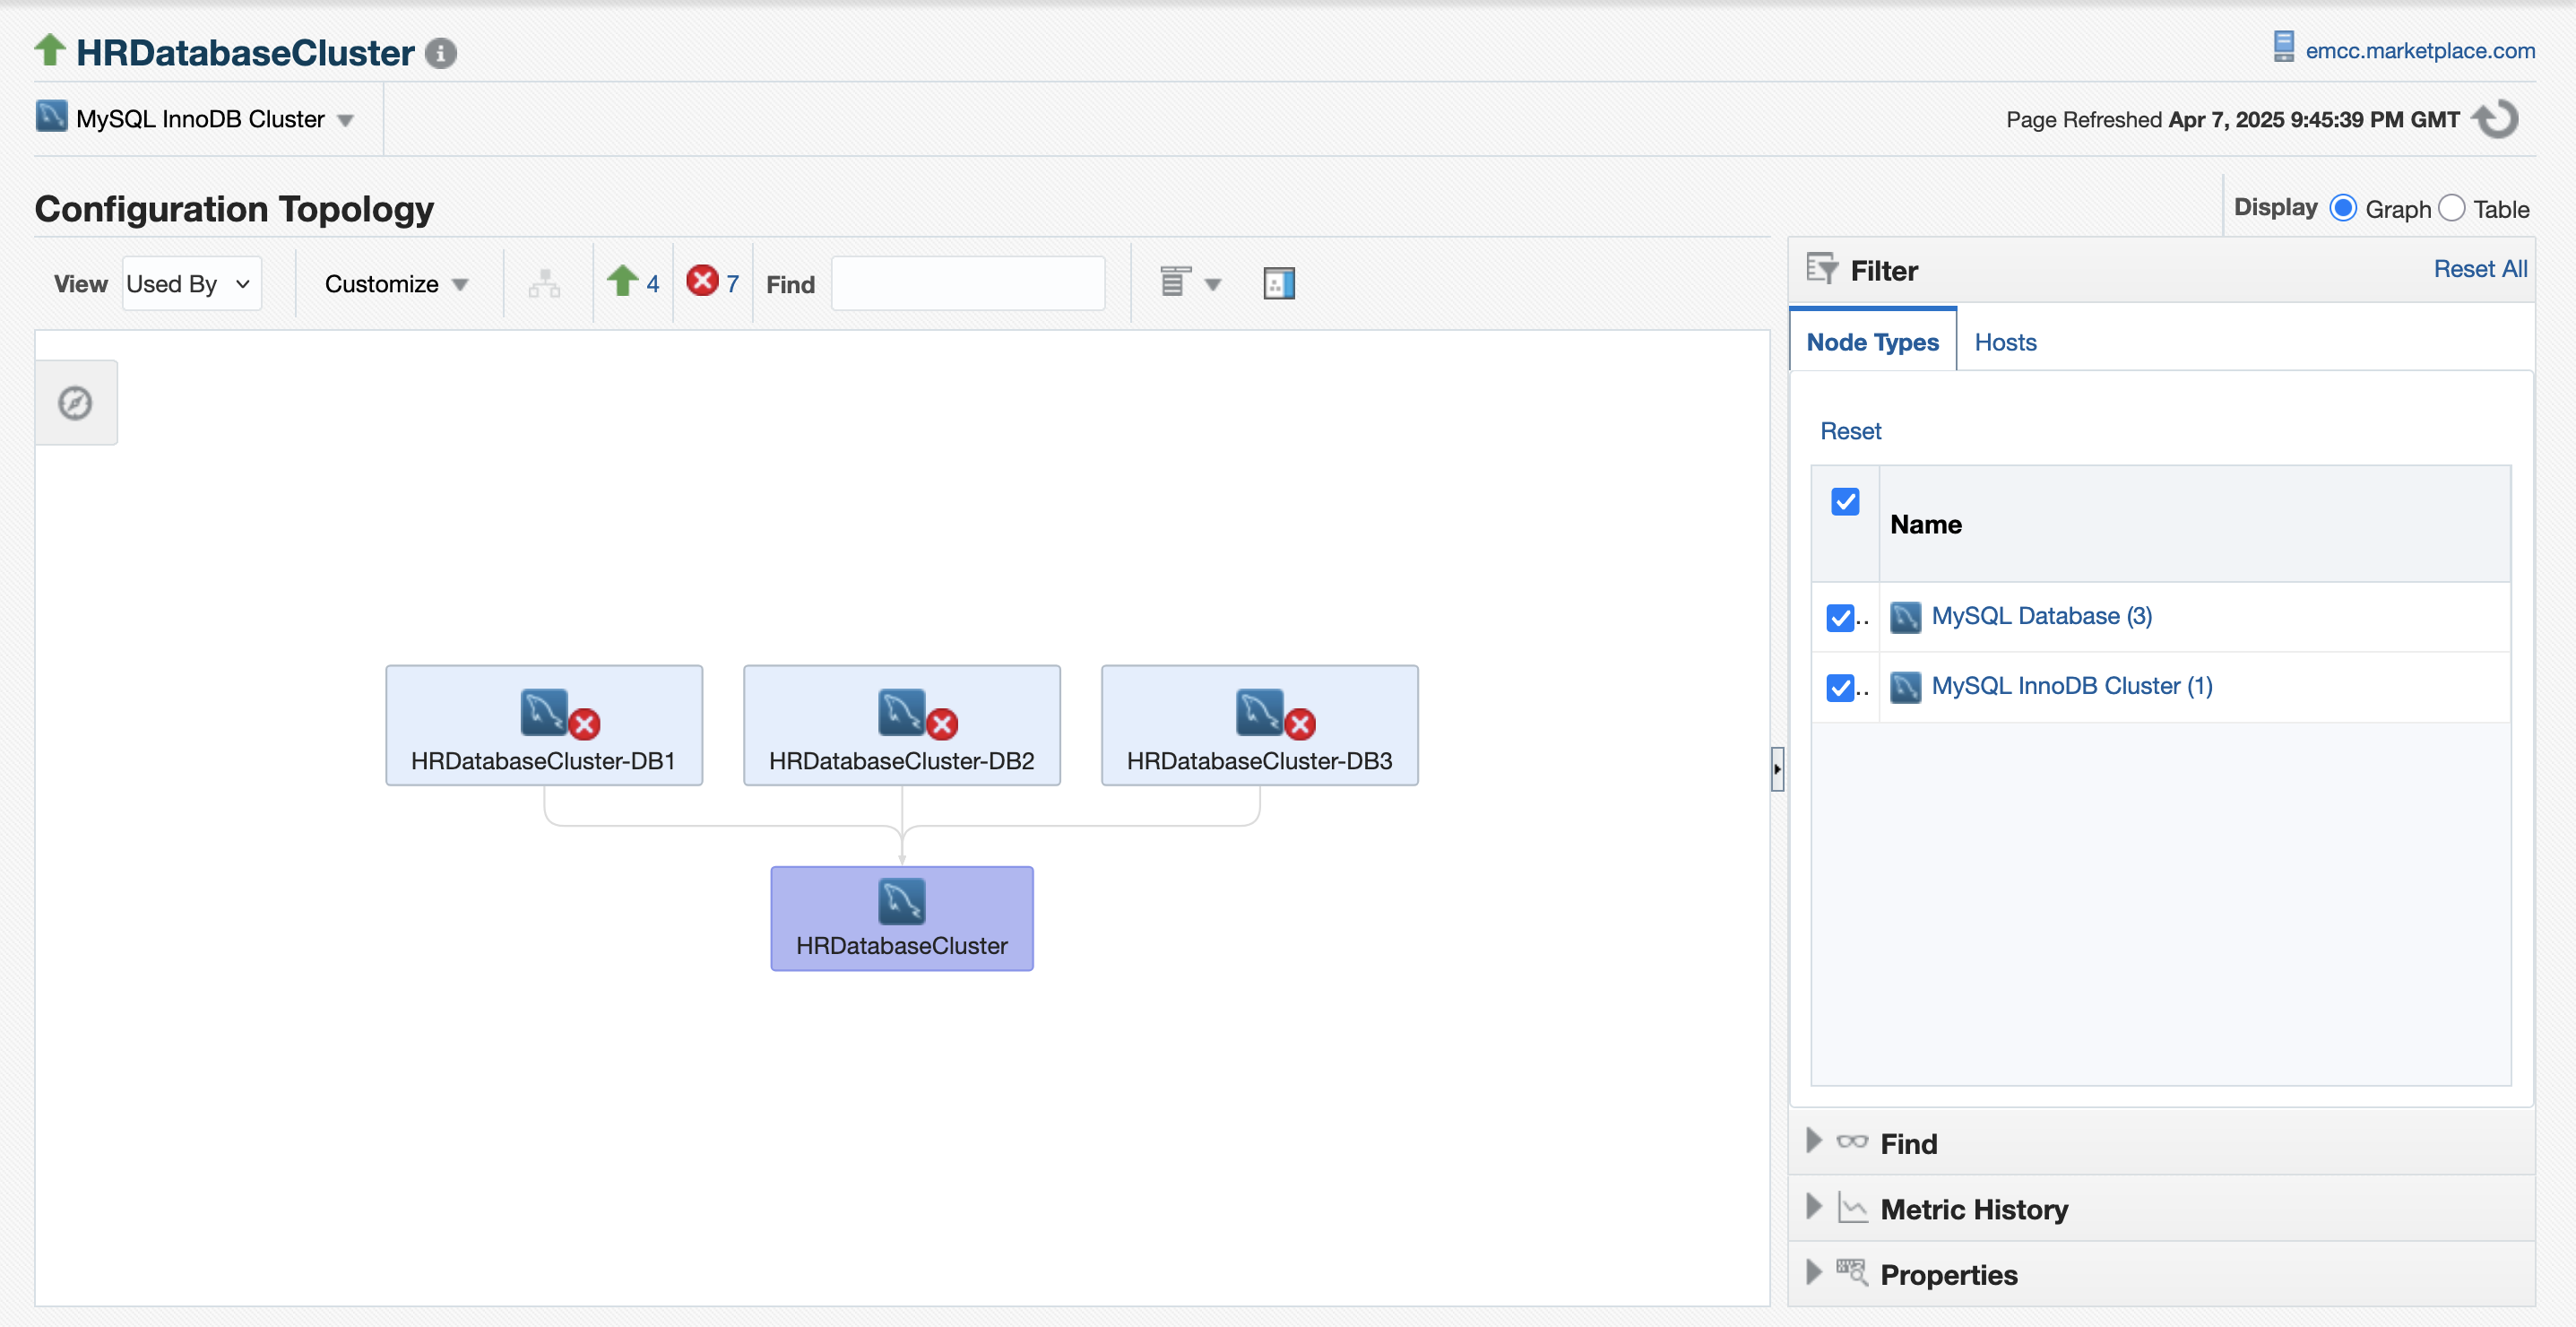 HRDatabaseCluster
emcc.marketplace.com
MySQL InnoDB Cluster
Page Refreshed Apr 7, 2025 9:45:39 PM GMT
Configuration Topology
Display Graph Table
View Used By Customize 4 7 Find
Filter Reset All
Node Types Hosts
Reset
Name
MySQL Database (3)
MySQL InnoDB Cluster (1)
HRDatabaseCluster-DB1 HRDatabaseCluster-DB2 HRDatabaseCluster-DB3
HRDatabaseCluster
Find
Metric History
Properties